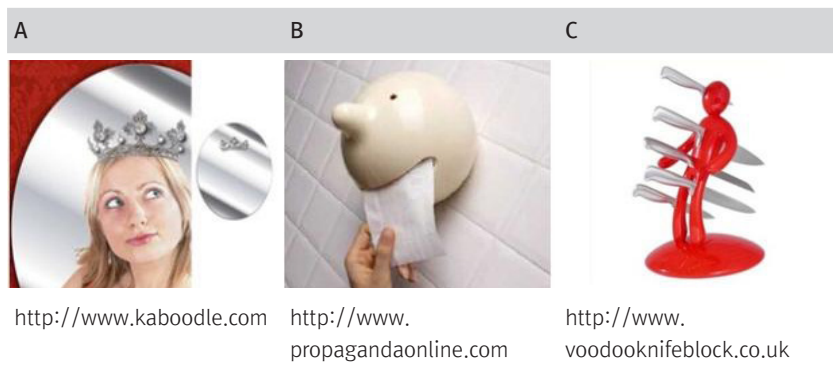 A B C
http://www.kaboodle.com
http://www.
propagandaonline.com
http://www.
voodooknifeblock.co.uk